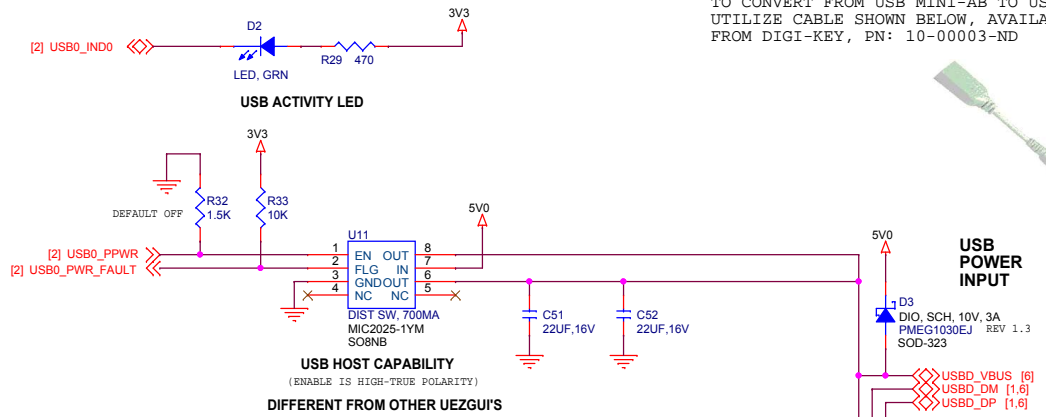 TO CONVERT FROM USB MINI-AB TO US
UTILIZE CABLE SHOWN BELOW, AVAILA
FROM DIGI-KEY, PN: 10-00003-ND
3V3
D2
[2] USB0_IND0
R29 470
LED, GRN
USB ACTIVITY LED
3V3
R32
1.5K
R33
10K
DEFAULT OFF
5V0
U11
[2] USB0_PPWR
1 EN OUT 8
[2] USB0_PWR_FAULT
2 FLG IN 7
3 GND OUT 6
4 NC NC 5
DIST SW, 700MA
MIC2025-1YM
SO8NB
C51
22UF,16V
C52
22UF,16V
5V0
USB
POWER
INPUT
D3
DIO, SCH, 10V, 3A
PMEG1030EJ REV 1.3
SOD-323
USB HOST CAPABILITY
(ENABLE IS HIGH-TRUE POLARITY)
DIFFERENT FROM OTHER UEZGUI'S
USBD_VBUS [6]
USBD_DM [1,6]
USBD_DP [1,6]